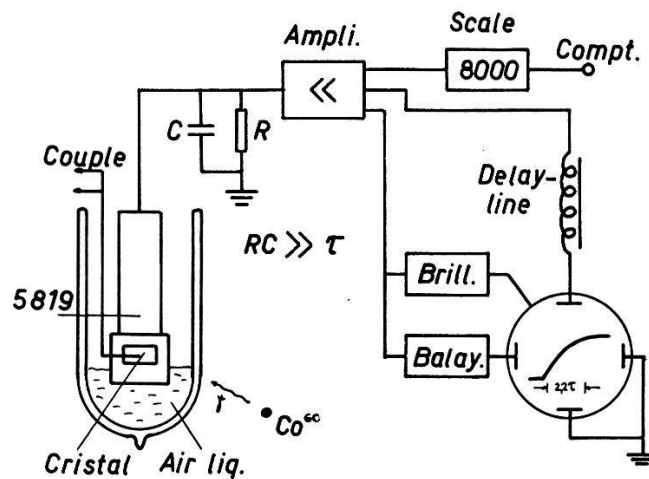 Ampli.
Scale
8000
Compt.
<<
C
R
Couple
Delay-
line
RC >> τ
5819
Brill.
Balay.
2,2τ
γ
Co⁶⁰
Cristal
Air liq.